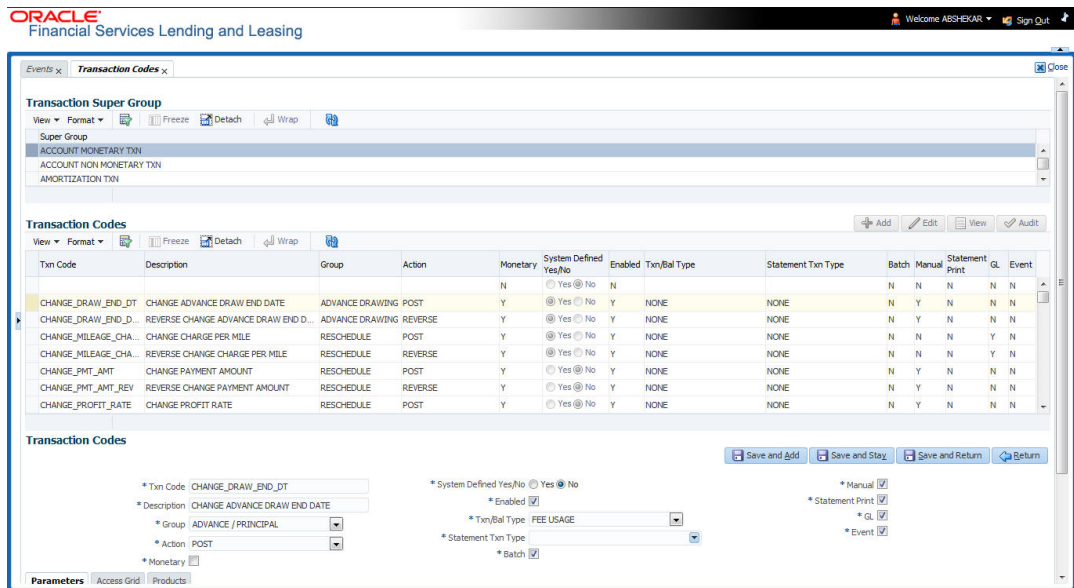 ORACLE®
Financial Services Lending and Leasing
Welcome ABSHEKAR Sign Out
Events x Transaction Codes x
Close
Transaction Super Group
View Format Freeze Detach Wrap
Super Group
ACCOUNT MONETARY TXN
ACCOUNT NON MONETARY TXN
AMORTIZATION TXN
Transaction Codes
Add Edit View Audit
View Format Freeze Detach Wrap
Txn Code Description Group Action Monetary System Defined Yes/No Enabled Txn/Bal Type Statement Txn Type Batch Manual Statement Print GL Event
N Yes No N N N N N N
CHANGE_DRAW_END_DT CHANGE ADVANCE DRAW END DATE ADVANCE DRAWING POST Y Yes No Y NONE NONE N Y N N N
CHANGE_DRAW_END_D... REVERSE CHANGE ADVANCE DRAW END D... ADVANCE DRAWING REVERSE Y Yes No Y NONE NONE N Y N N N
CHANGE_MILEAGE_CHA... CHANGE CHARGE PER MILE RESCHEDULE POST Y Yes No Y NONE NONE N N N Y N
CHANGE_MILEAGE_CHA... REVERSE CHANGE CHARGE PER MILE RESCHEDULE REVERSE Y Yes No Y NONE NONE N N N Y N
CHANGE_PMT_AMT CHANGE PAYMENT AMOUNT RESCHEDULE POST Y Yes No Y NONE NONE N Y N N N
CHANGE_PMT_AMT_REV REVERSE CHANGE PAYMENT AMOUNT RESCHEDULE REVERSE Y Yes No Y NONE NONE N Y N N N
CHANGE_PROFIT_RATE CHANGE PROFIT RATE RESCHEDULE POST Y Yes No Y NONE NONE N Y N N N
Transaction Codes
Save and Add Save and Stay Save and Return Return
* Txn Code CHANGE_DRAW_END_DT * System Defined Yes/No Yes No * Manual
* Description CHANGE ADVANCE DRAW END DATE * Enabled * Statement Print
* Group ADVANCE / PRINCIPAL * Txn/Bal Type FEE USAGE * GL
* Action POST * Statement Txn Type * Event
* Monetary * Batch
Parameters Access Grid Products